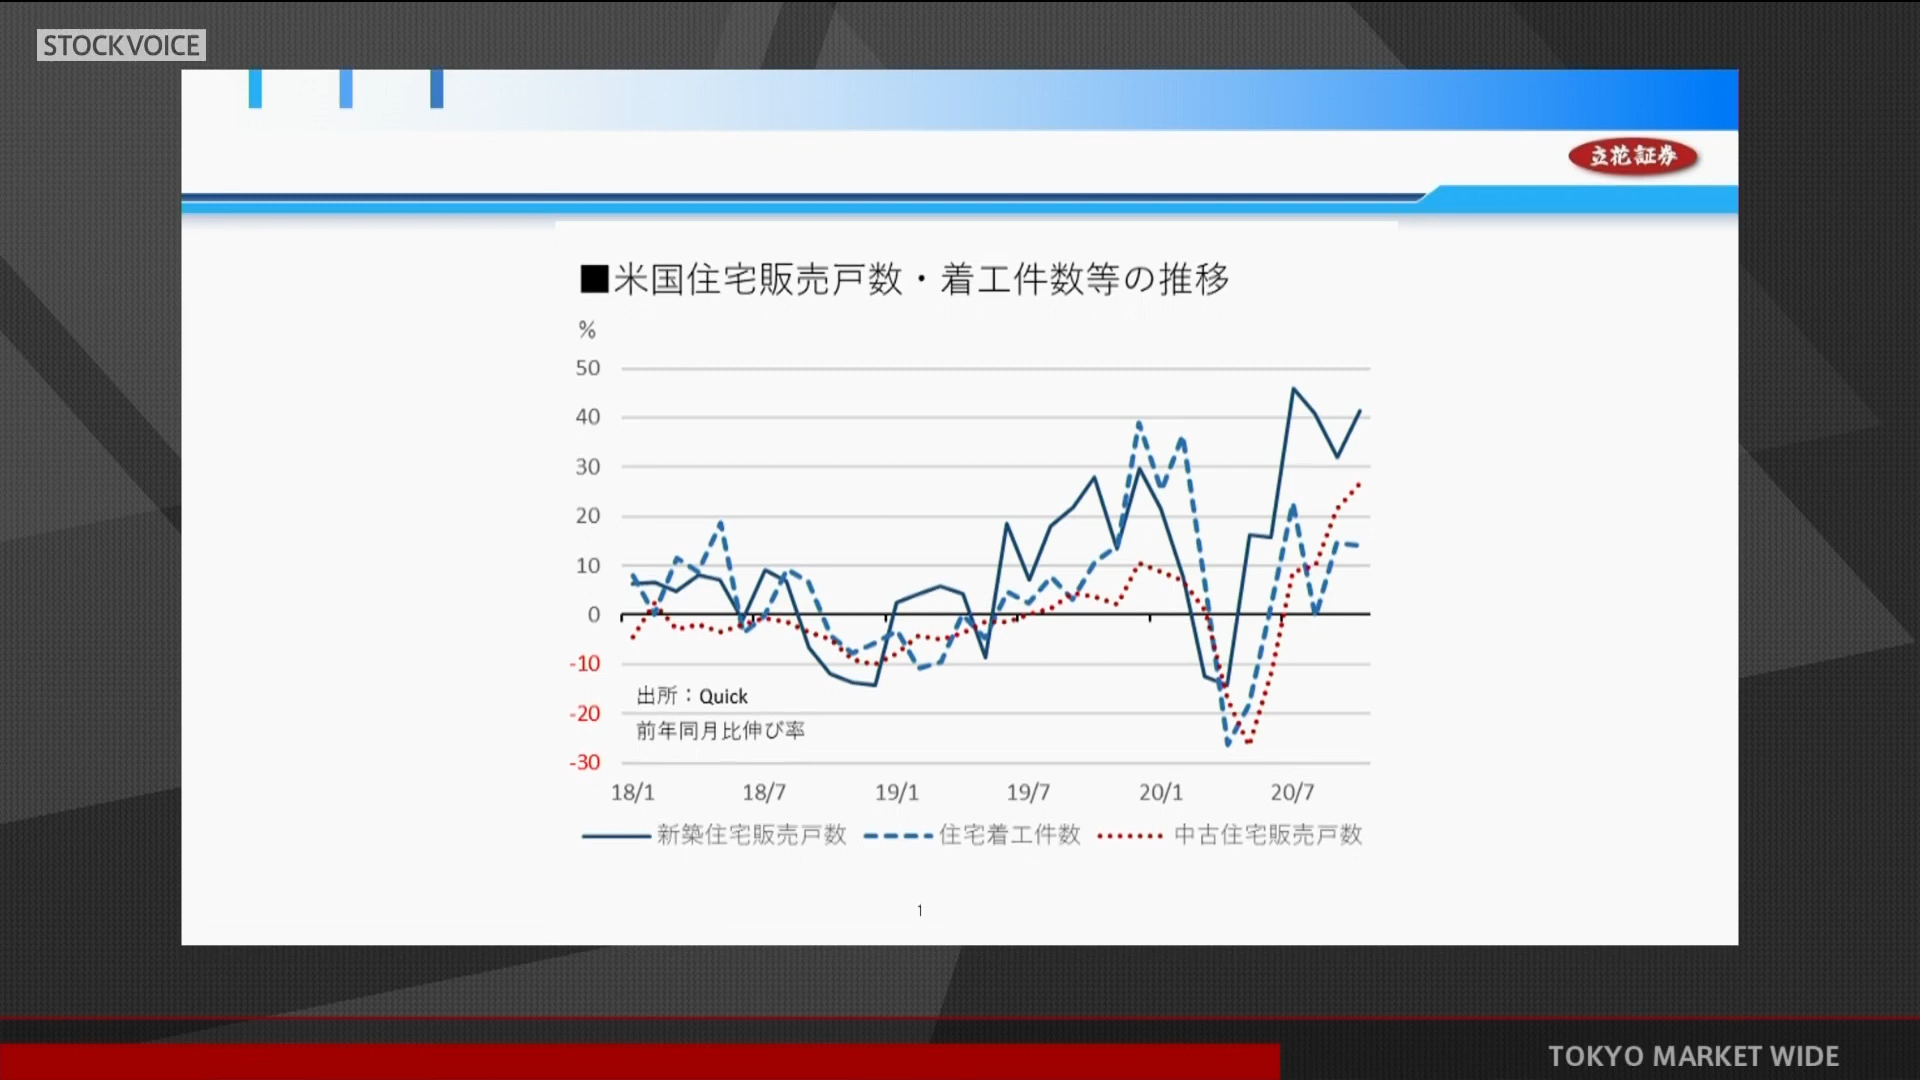 STOCKVOICE
立花証券
■米国住宅販売戸数・着工件数等の推移
%
50
40
30
20
10
0
-10
-20
-30
出所：Quick
前年同月比伸び率
18/1 18/7 19/1 19/7 20/1 20/7
新築住宅販売戸数 住宅着工件数 中古住宅販売戸数
1
TOKYO MARKET WIDE